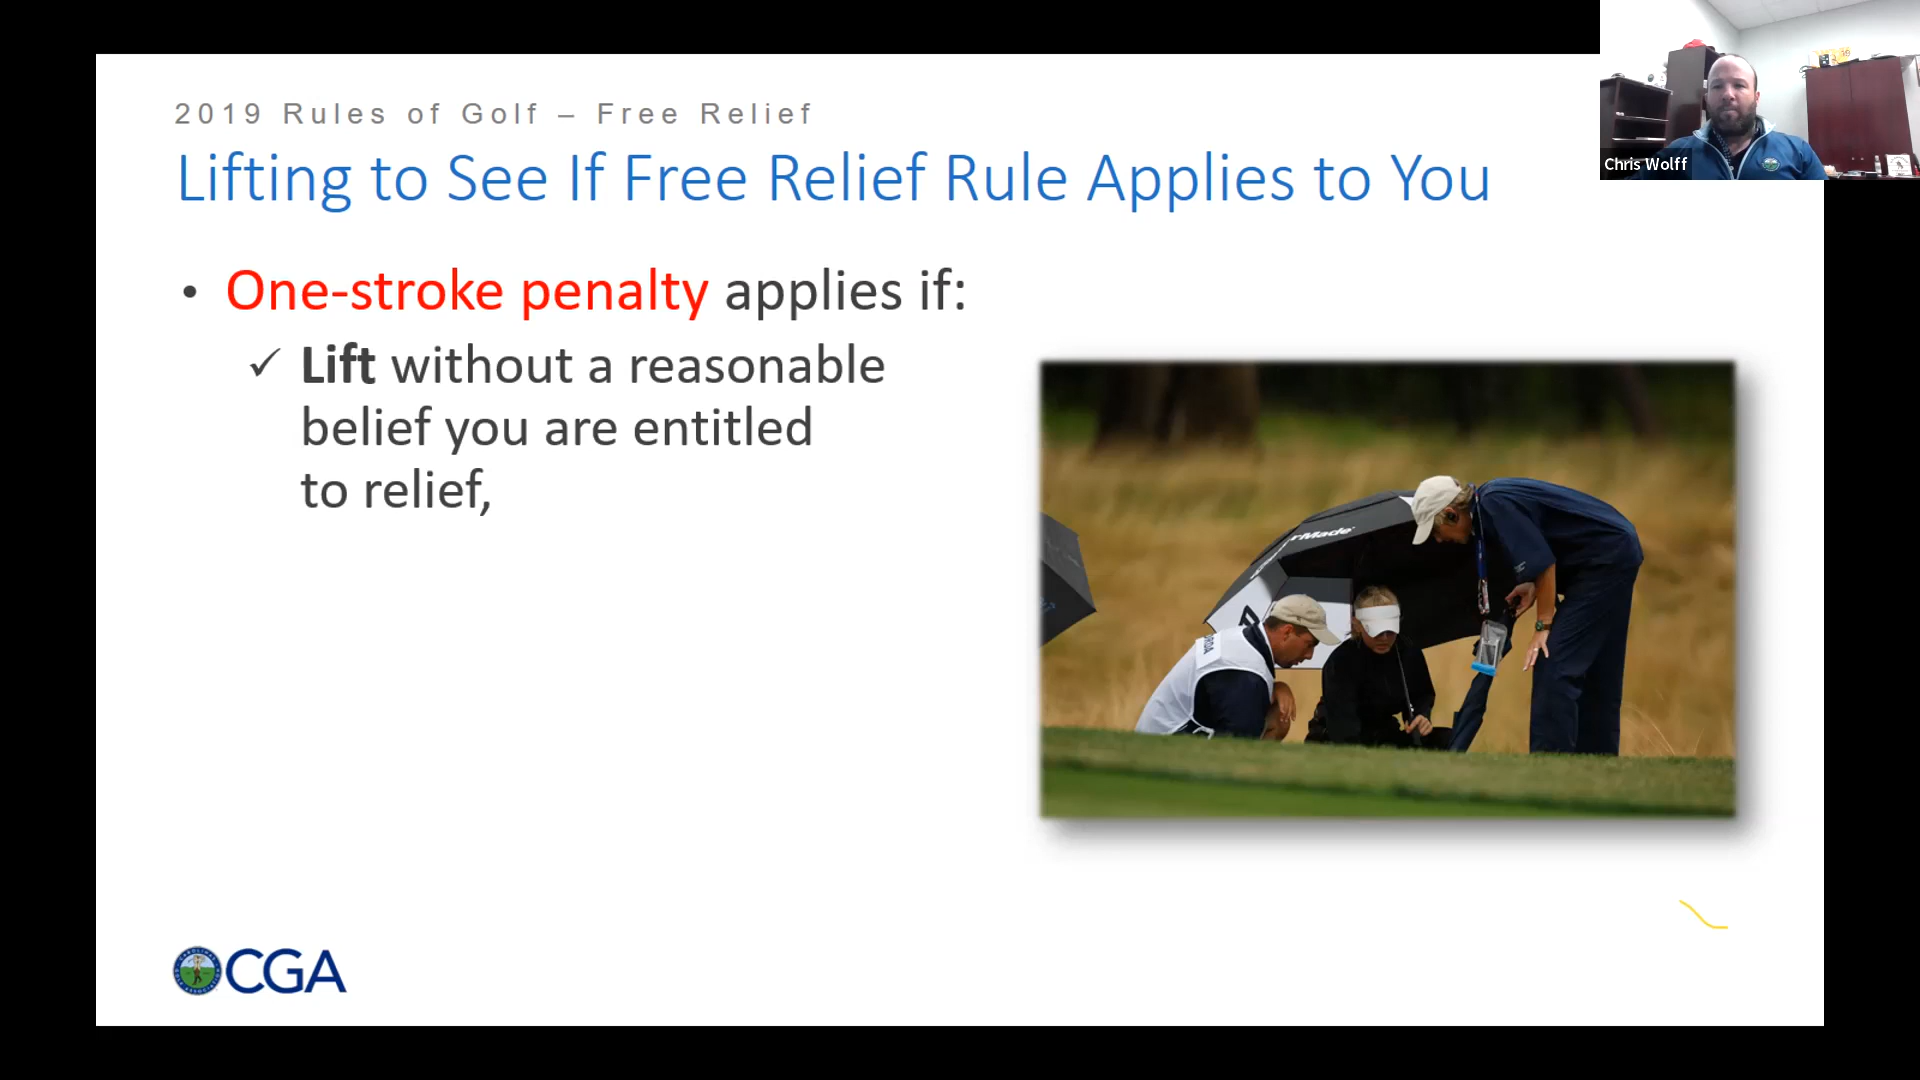 2019 Rules of Golf – Free Relief
Lifting to See If Free Relief Rule Applies to You
Chris Wolff
• One-stroke penalty applies if:
✓ Lift without a reasonable
belief you are entitled
to relief,
rMade
CGA